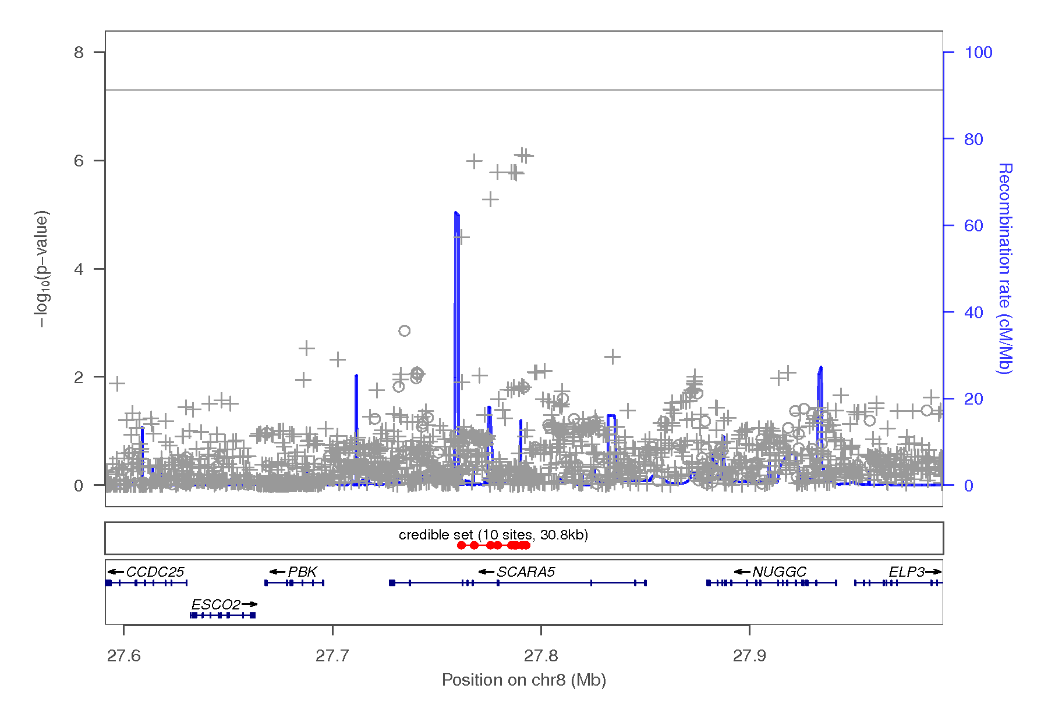 8
6
4
2
0
−log10(p−value)
100
80
60
40
20
0
Recombination rate (cM/Mb)
credible set (10 sites, 30.8kb)
CCDC25 PBK SCARA5 NUGGC ELP3
ESCO2
27.6 27.7 27.8 27.9
Position on chr8 (Mb)